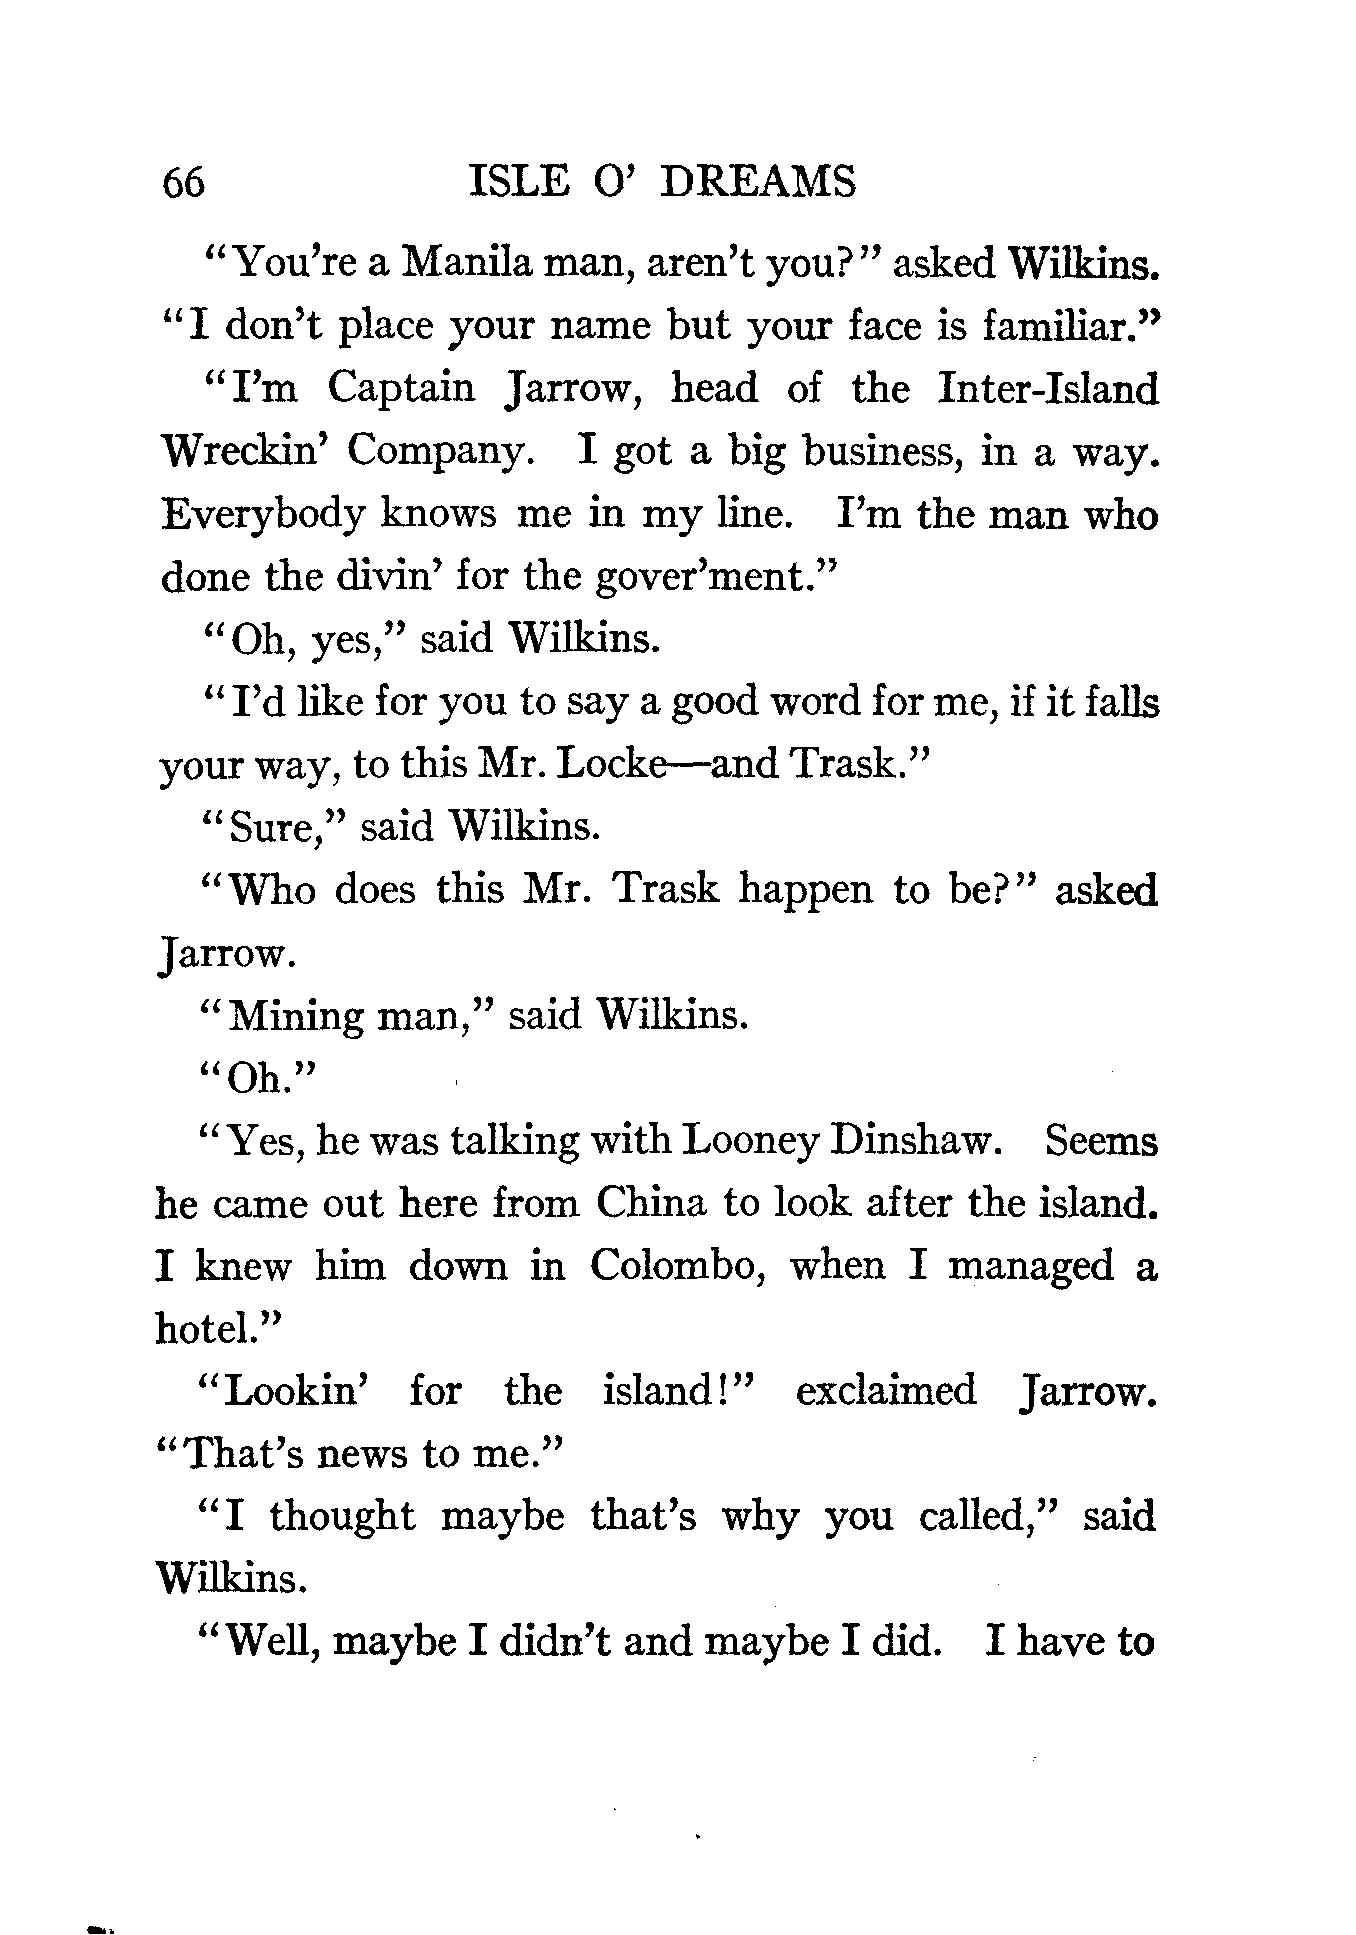 66 ISLE O' DREAMS
"You're a Manila man, aren't you?" asked Wilkins.
"I don't place your name but your face is familiar."
"I'm Captain Jarrow, head of the Inter-Island
Wreckin' Company. I got a big business, in a way.
Everybody knows me in my line. I'm the man who
done the divin' for the gover'ment."
"Oh, yes," said Wilkins.
"I'd like for you to say a good word for me, if it falls
your way, to this Mr. Locke—and Trask."
"Sure," said Wilkins.
"Who does this Mr. Trask happen to be?" asked
Jarrow.
"Mining man," said Wilkins.
"Oh."
"Yes, he was talking with Looney Dinshaw. Seems
he came out here from China to look after the island.
I knew him down in Colombo, when I managed a
hotel."
"Lookin' for the island!" exclaimed Jarrow.
"That's news to me."
"I thought maybe that's why you called," said
Wilkins.
"Well, maybe I didn't and maybe I did. I have to